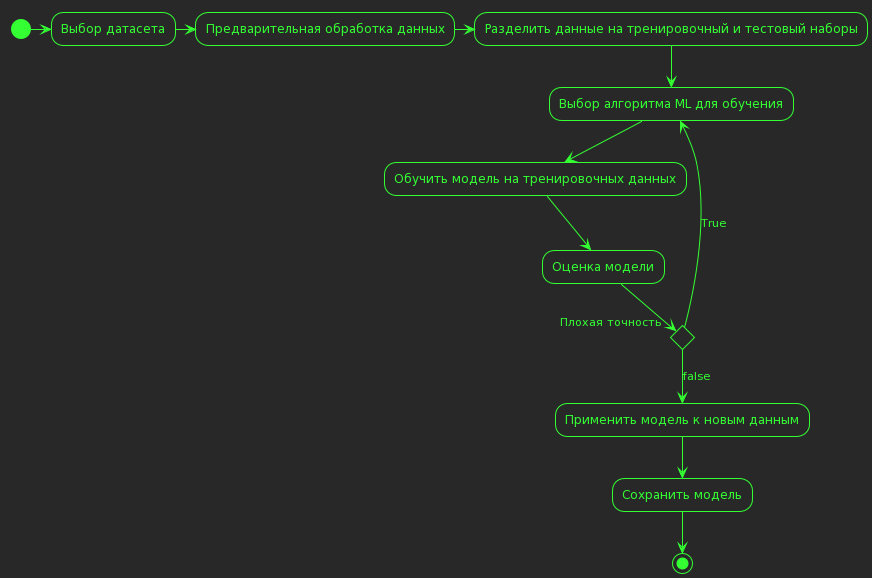 Выбор датасета
Предварительная обработка данных
Разделить данные на тренировочный и тестовый наборы
Выбор алгоритма ML для обучения
Обучить модель на тренировочных данных
True
Оценка модели
Плохая точность
false
Применить модель к новым данным
Сохранить модель